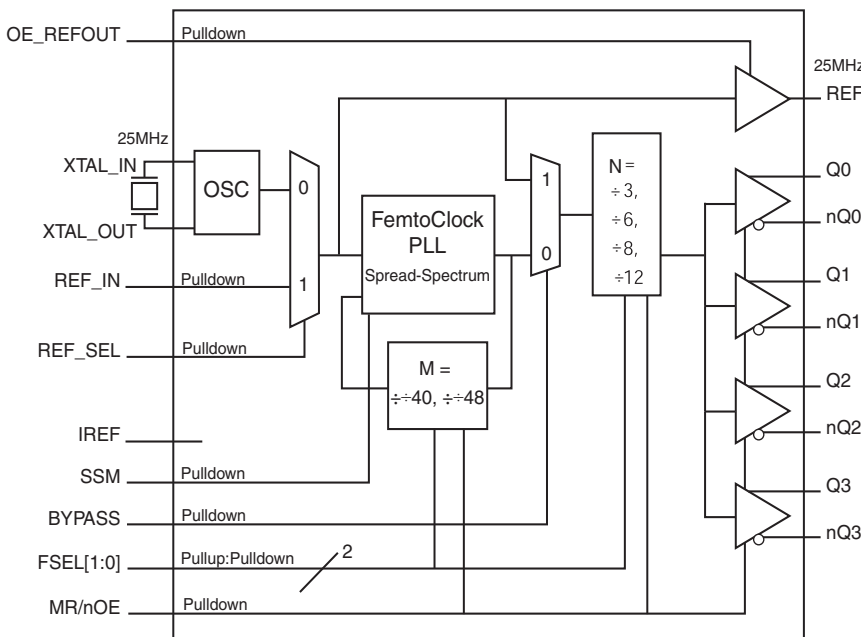 OE_REFOUT
Pulldown
25MHz
REF
25MHz
XTAL_IN
OSC
XTAL_OUT
0
1
REF_IN
Pulldown
REF_SEL
Pulldown
FemtoClock
PLL
Spread-Spectrum
M =
÷÷40, ÷÷48
1
0
N =
÷3,
÷6,
÷8,
÷12
Q0
nQ0
Q1
nQ1
Q2
nQ2
Q3
nQ3
IREF
SSM
Pulldown
BYPASS
Pulldown
FSEL[1:0]
Pullup:Pulldown
2
MR/nOE
Pulldown